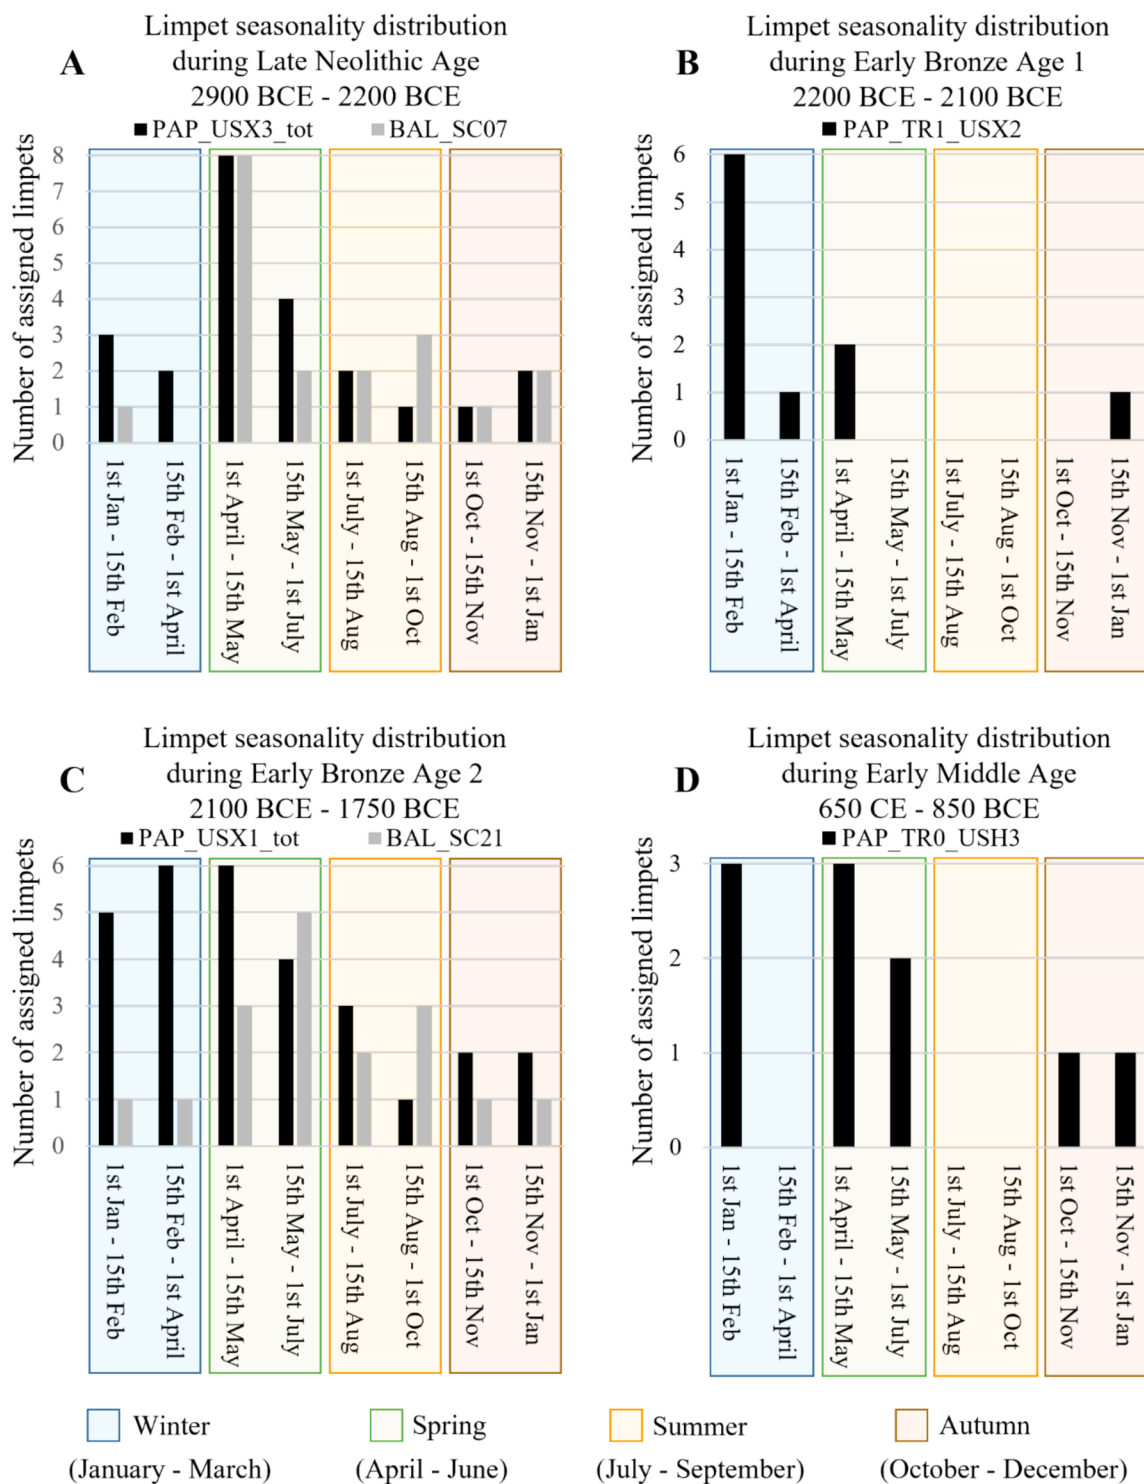 Limpet seasonality distribution
during Late Neolithic Age
2900 BCE - 2200 BCE
A
PAP_USX3_tot BAL_SC07
Number of assigned limpets
8
7
6
5
4
3
2
1
0
1st Jan - 15th Feb
15th Feb - 1st April
1st April - 15th May
15th May - 1st July
1st July - 15th Aug
15th Aug - 1st Oct
1st Oct - 15th Nov
15th Nov - 1st Jan
Limpet seasonality distribution
during Early Bronze Age 1
2200 BCE - 2100 BCE
B
PAP_TR1_USX2
Number of assigned limpets
6
5
4
3
2
1
0
1st Jan - 15th Feb
15th Feb - 1st April
1st April - 15th May
15th May - 1st July
1st July - 15th Aug
15th Aug - 1st Oct
1st Oct - 15th Nov
15th Nov - 1st Jan
Limpet seasonality distribution
during Early Bronze Age 2
2100 BCE - 1750 BCE
C
PAP_USX1_tot BAL_SC21
Number of assigned limpets
6
5
4
3
2
1
0
1st Jan - 15th Feb
15th Feb - 1st April
1st April - 15th May
15th May - 1st July
1st July - 15th Aug
15th Aug - 1st Oct
1st Oct - 15th Nov
15th Nov - 1st Jan
Limpet seasonality distribution
during Early Middle Age
650 CE - 850 BCE
D
PAP_TR0_USH3
Number of assigned limpets
3
2
1
0
1st Jan - 15th Feb
15th Feb - 1st April
1st April - 15th May
15th May - 1st July
1st July - 15th Aug
15th Aug - 1st Oct
1st Oct - 15th Nov
15th Nov - 1st Jan
Winter Spring Summer Autumn
(January - March) (April - June) (July - September) (October - December)